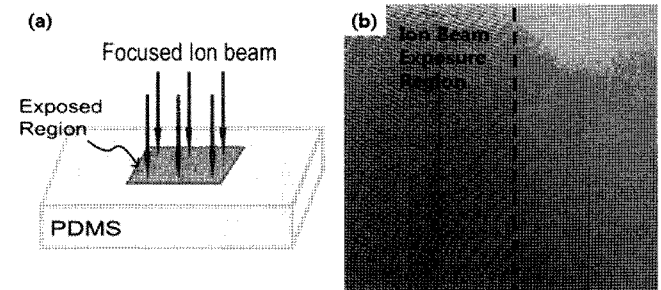 (a)
Focused Ion beam
Exposed
Region
PDMS
(b)
Ion Beam
Exposure
Region